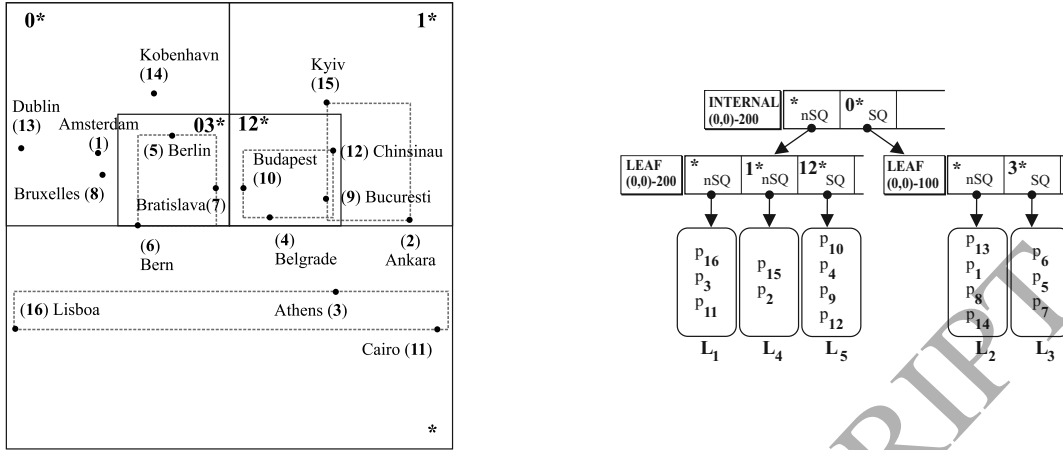 0*
1*
Kobenhavn
(14)
Kyiv
(15)
Dublin
(13)
Amsterdam
(1)
03*
12*
(5) Berlin
Budapest
(10)
(12) Chinsinau
Bruxelles (8)
Bratislava(7)
(9) Bucuresti
(6)
Bern
(4)
Belgrade
(2)
Ankara
(16) Lisboa
Athens (3)
Cairo (11)
*
INTERNAL
(0,0)-200
*
nSQ
0*
SQ
LEAF
(0,0)-200
*
nSQ
1*
nSQ
12*
SQ
LEAF
(0,0)-100
*
nSQ
3*
SQ
p16
p3
p11
L1
p15
p2
L4
p10
p4
p9
p12
L5
p13
p1
p8
p14
L2
p6
p5
p7
L3
RIPT